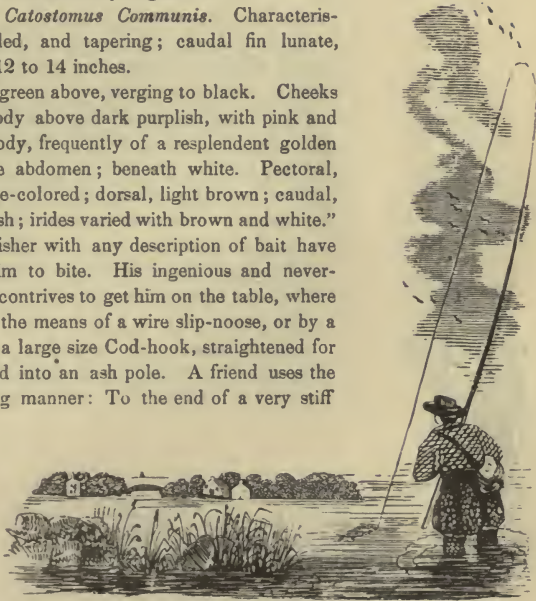 Catostomus Communis. Characteris-
led, and tapering; caudal fin lunate,
12 to 14 inches.
green above, verging to black. Cheeks
ody above dark purplish, with pink and
ody, frequently of a resplendent golden
e abdomen; beneath white. Pectoral,
e-colored; dorsal, light brown; caudal,
sh; irides varied with brown and white."
isher with any description of bait have
im to bite. His ingenious and never-
contrives to get him on the table, where
the means of a wire slip-noose, or by a
a large size Cod-hook, straightened for
d into an ash pole. A friend uses the
g manner: To the end of a very stiff